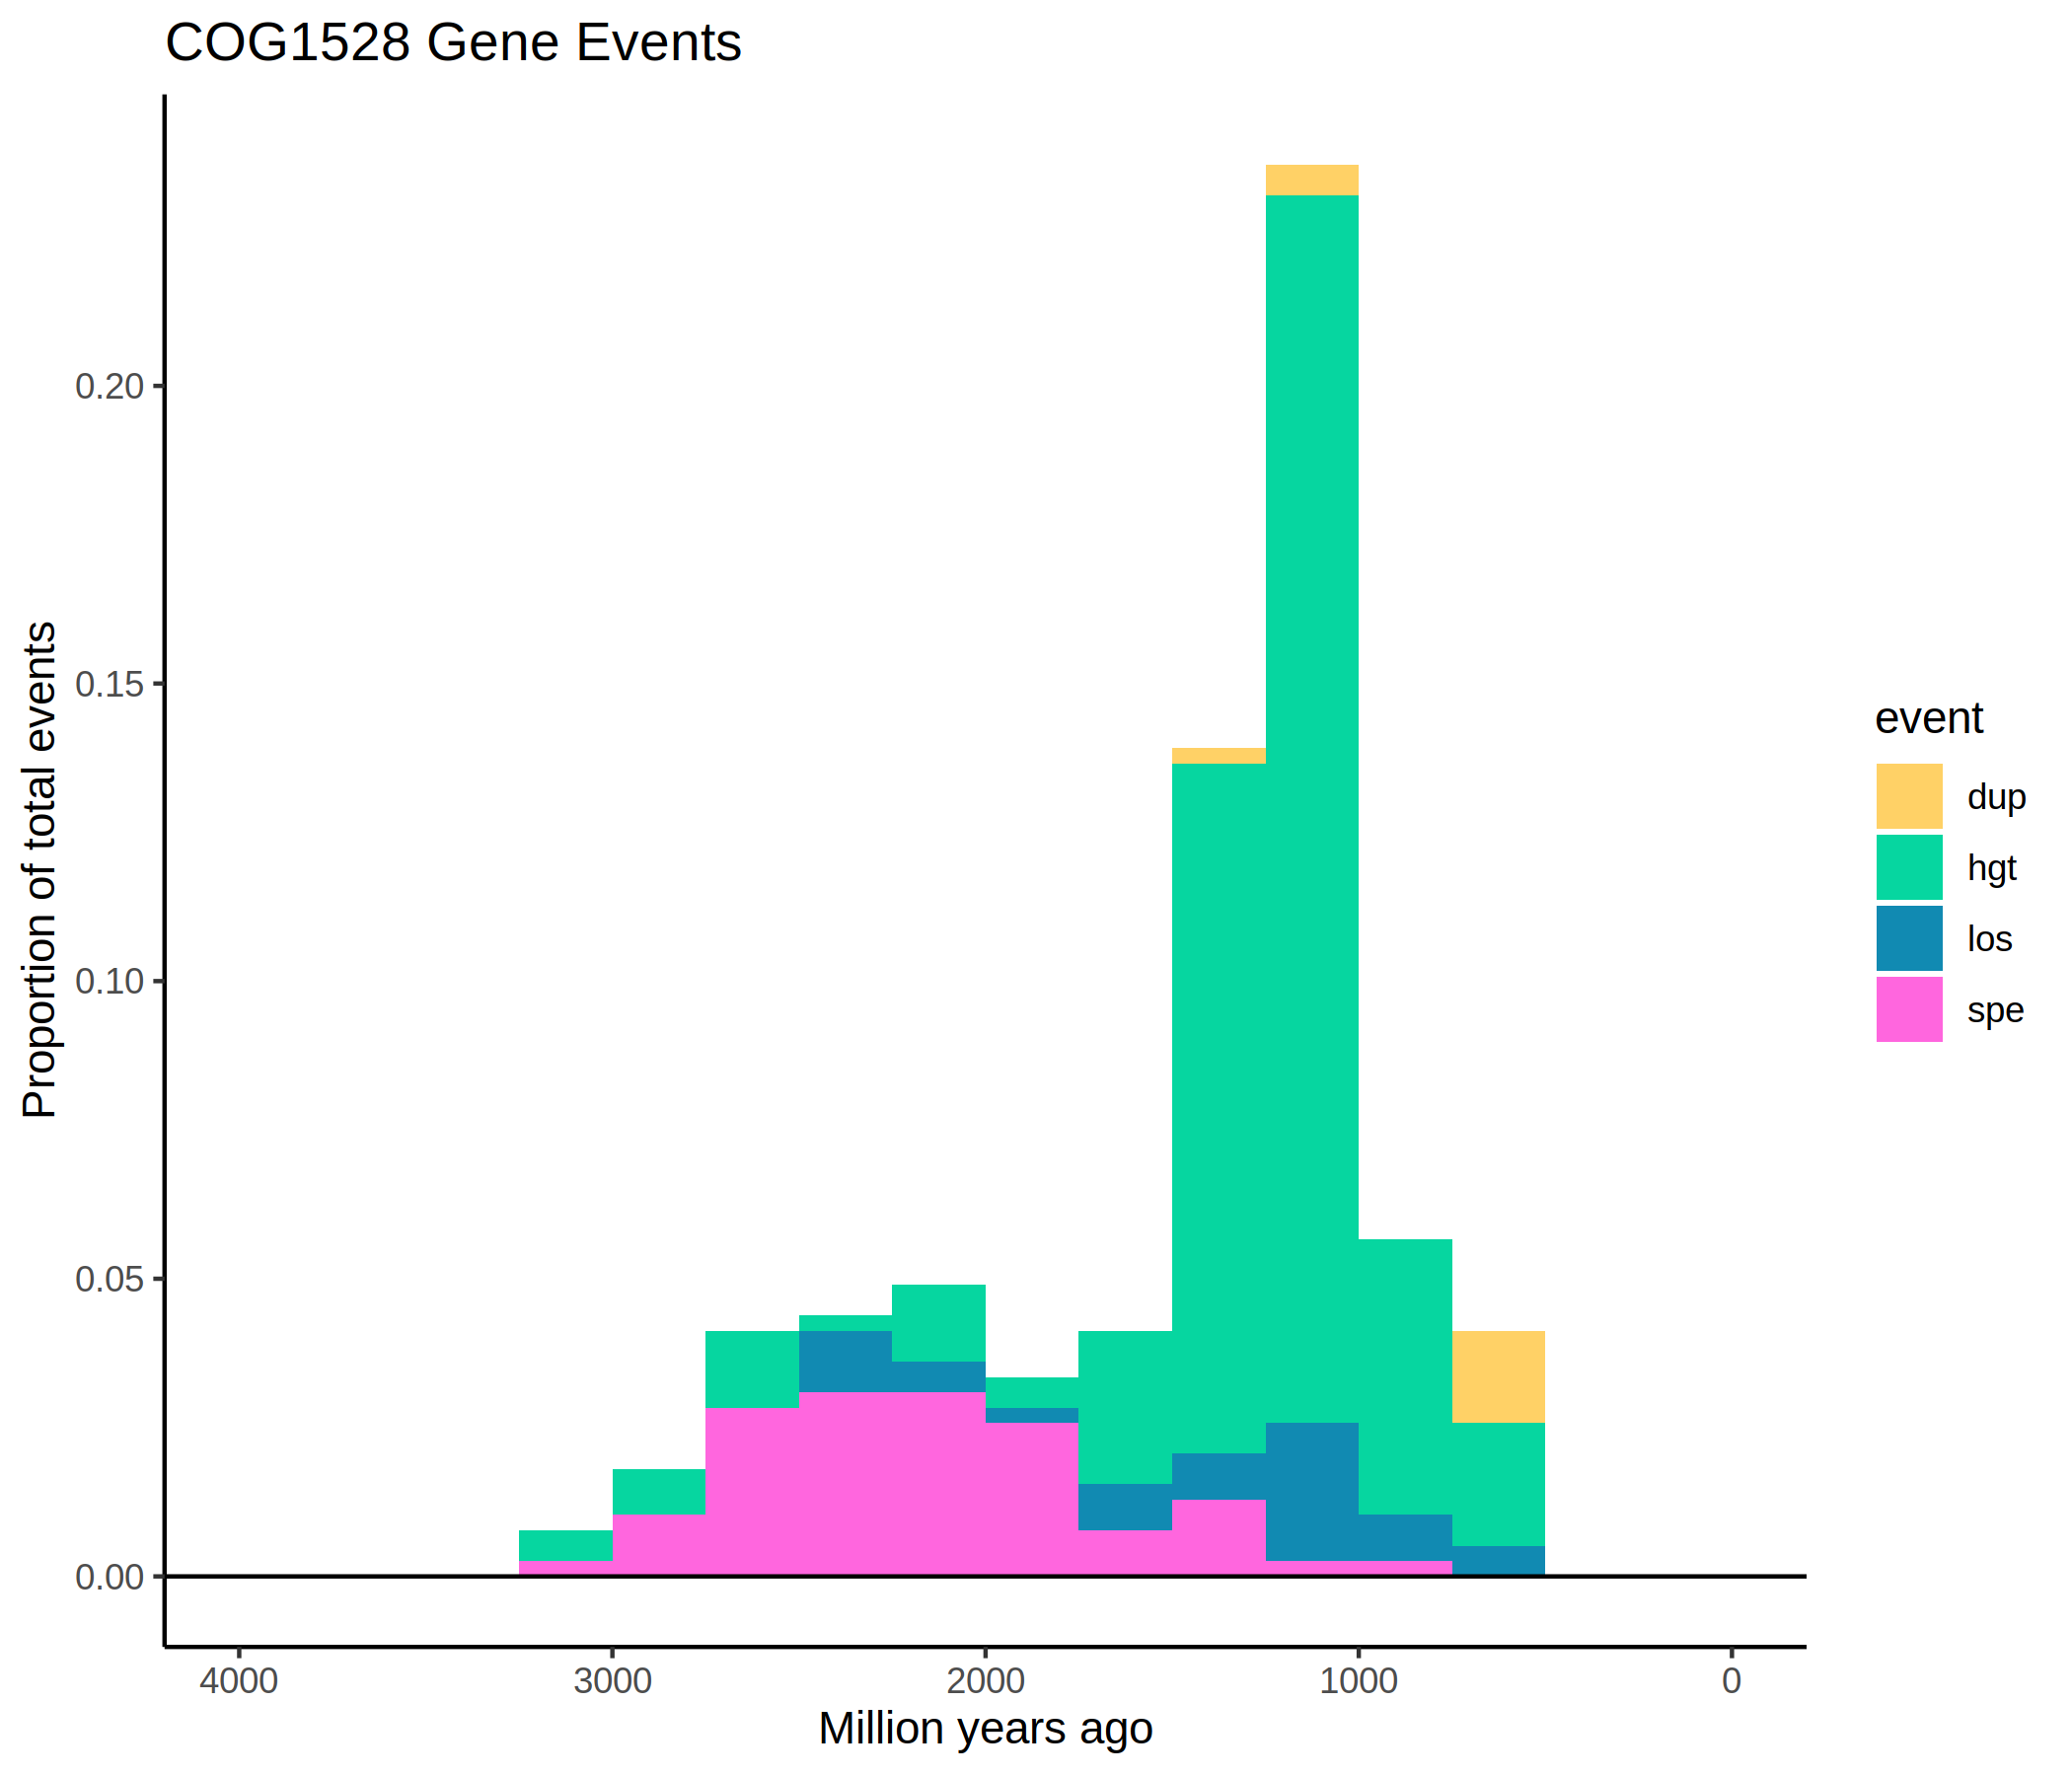 COG1528 Gene Events
Proportion of total events
0.20
0.15
0.10
0.05
0.00
4000 3000 2000 1000 0
Million years ago
event
dup
hgt
los
spe